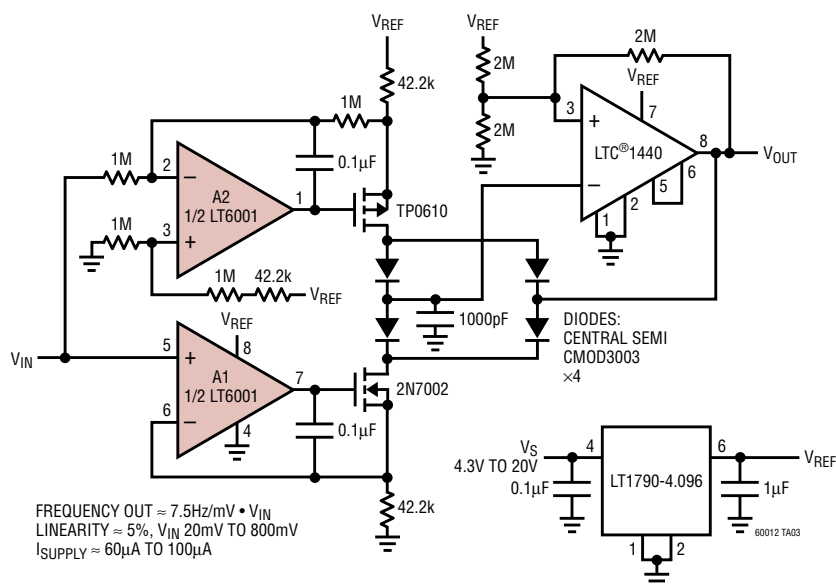 VREF
VREF
2M
2M
42.2k
VREF
1M
3
7
+
8
LTC®1440
VOUT
2M
0.1µF
1M
2
−
A2
1/2 LT6001
1
TP0610
−
5
6
1
2
1M
3
+
1M
42.2k
VREF
1000pF
DIODES:
CENTRAL SEMI
CMOD3003
×4
VREF
VIN
5
+
8
A1
1/2 LT6001
7
2N7002
6
−
4
0.1µF
42.2k
VS
4.3V TO 20V
4
LT1790-4.096
6
VREF
0.1µF
1µF
1
2
FREQUENCY OUT ≈ 7.5Hz/mV • VIN
LINEARITY ≈ 5%, VIN 20mV TO 800mV
ISUPPLY ≈ 60µA TO 100µA
60012 TA03